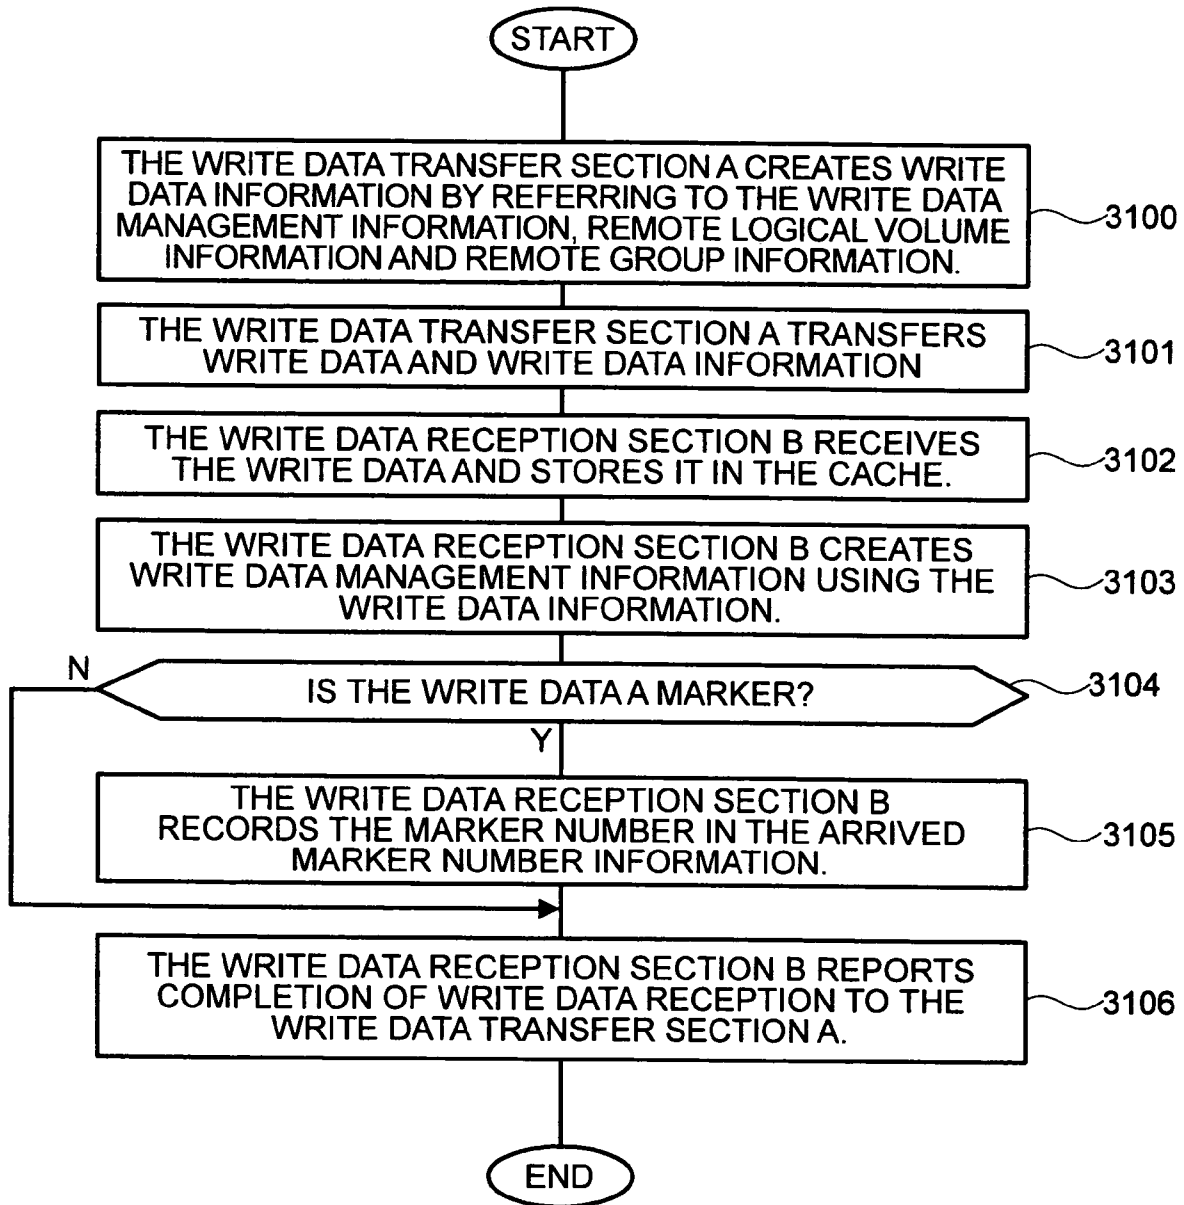 START
THE WRITE DATA TRANSFER SECTION A CREATES WRITE
DATA INFORMATION BY REFERRING TO THE WRITE DATA
MANAGEMENT INFORMATION, REMOTE LOGICAL VOLUME
INFORMATION AND REMOTE GROUP INFORMATION.
3100
THE WRITE DATA TRANSFER SECTION A TRANSFERS
WRITE DATA AND WRITE DATA INFORMATION
3101
THE WRITE DATA RECEPTION SECTION B RECEIVES
THE WRITE DATA AND STORES IT IN THE CACHE.
3102
THE WRITE DATA RECEPTION SECTION B CREATES
WRITE DATA MANAGEMENT INFORMATION USING THE
WRITE DATA INFORMATION.
3103
N
IS THE WRITE DATA A MARKER?
3104
Y
THE WRITE DATA RECEPTION SECTION B
RECORDS THE MARKER NUMBER IN THE ARRIVED
MARKER NUMBER INFORMATION.
3105
THE WRITE DATA RECEPTION SECTION B REPORTS
COMPLETION OF WRITE DATA RECEPTION TO THE
WRITE DATA TRANSFER SECTION A.
3106
END